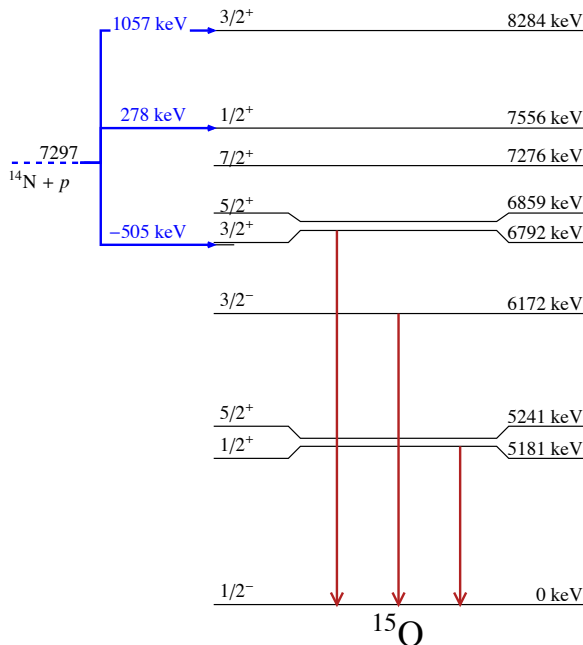 1057 keV 3/2⁺ 8284 keV
278 keV 1/2⁺ 7556 keV
7297 7/2⁺ 7276 keV
¹⁴N + p
5/2⁺ 6859 keV
−505 keV 3/2⁺ 6792 keV
3/2⁻ 6172 keV
5/2⁺ 5241 keV
1/2⁺ 5181 keV
1/2⁻ 0 keV
¹⁵O